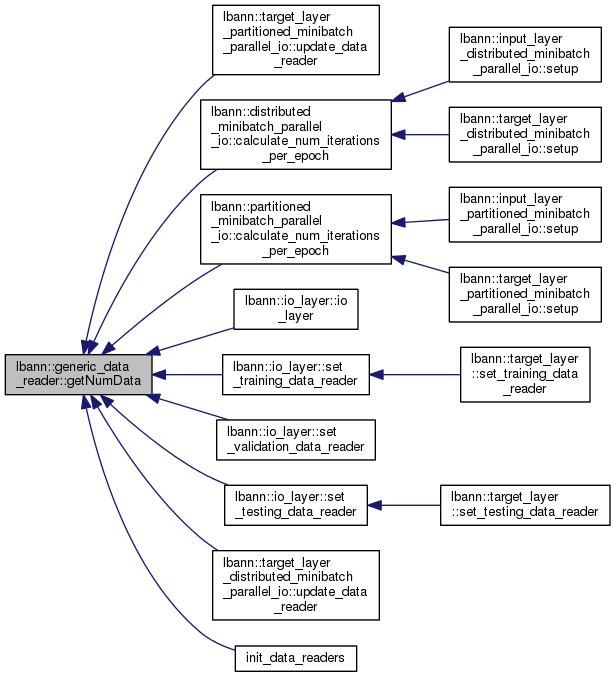 lbann::generic_data
_reader::getNumData
lbann::target_layer
_partitioned_minibatch
_parallel_io::update_data
_reader
lbann::distributed
_minibatch_parallel
_io::calculate_num_iterations
_per_epoch
lbann::input_layer
_distributed_minibatch
_parallel_io::setup
lbann::target_layer
_distributed_minibatch
_parallel_io::setup
lbann::partitioned
_minibatch_parallel
_io::calculate_num_iterations
_per_epoch
lbann::input_layer
_partitioned_minibatch
_parallel_io::setup
lbann::target_layer
_partitioned_minibatch
_parallel_io::setup
lbann::io_layer::io
_layer
lbann::io_layer::set
_training_data_reader
lbann::target_layer
::set_training_data
_reader
lbann::io_layer::set
_validation_data_reader
lbann::io_layer::set
_testing_data_reader
lbann::target_layer
::set_testing_data_reader
lbann::target_layer
_distributed_minibatch
_parallel_io::update_data
_reader
init_data_readers